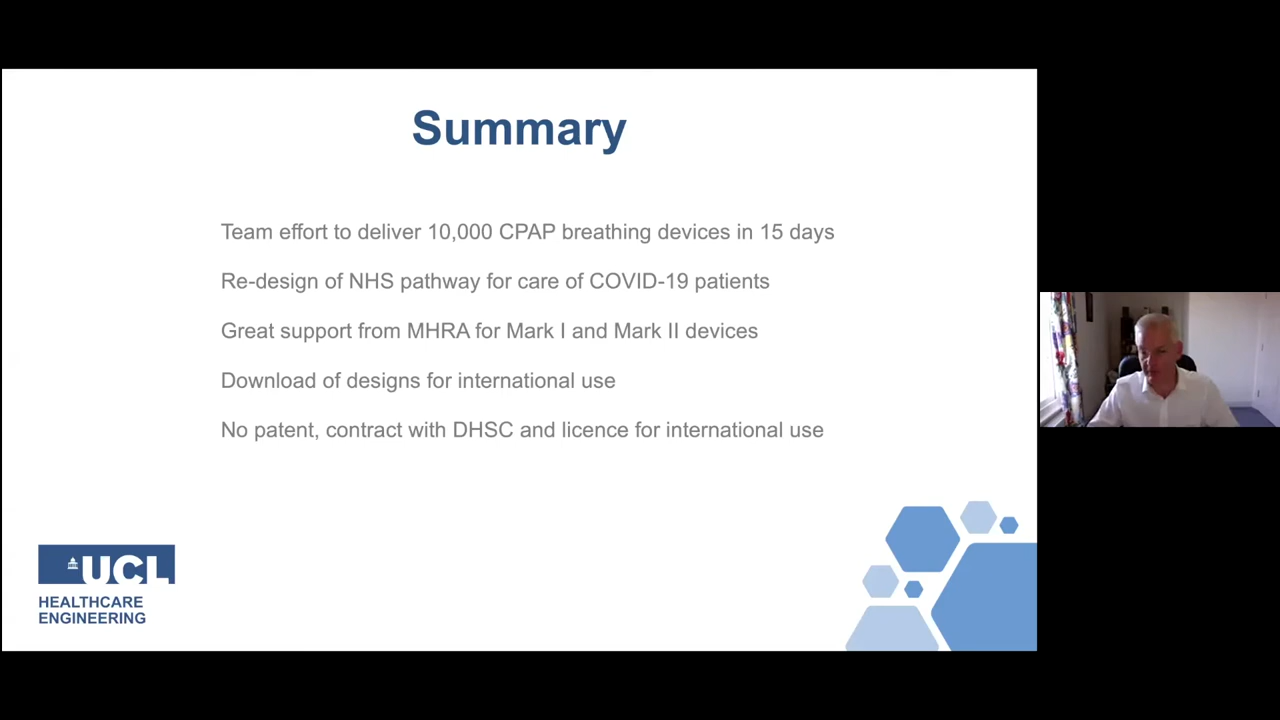 Summary
Team effort to deliver 10,000 CPAP breathing devices in 15 days
Re-design of NHS pathway for care of COVID-19 patients
Great support from MHRA for Mark I and Mark II devices
Download of designs for international use
No patent, contract with DHSC and licence for international use
UCL
HEALTHCARE
ENGINEERING